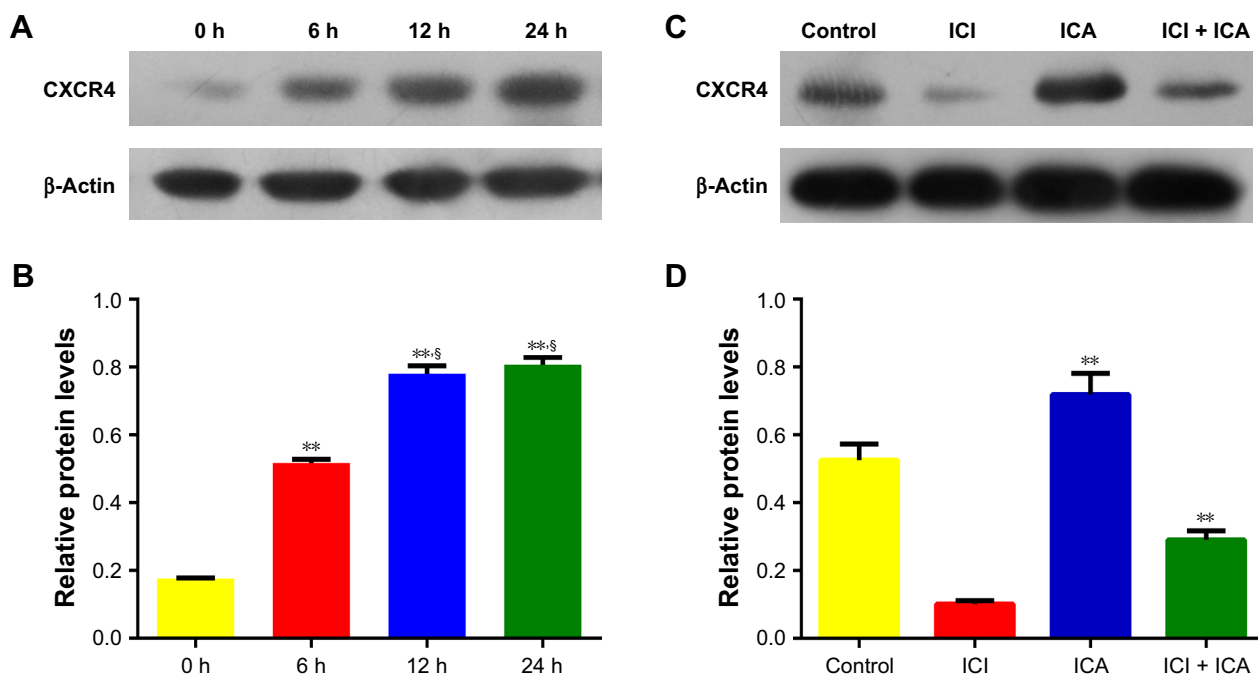 A
0 h 6 h 12 h 24 h
CXCR4
β-Actin
B
Relative protein levels
1.0
0.8
0.6
0.4
0.2
0.0
**
**,§
**,§
0 h 6 h 12 h 24 h
C
Control ICI ICA ICI + ICA
CXCR4
β-Actin
D
Relative protein levels
1.0
0.8
0.6
0.4
0.2
0.0
**
**
Control ICI ICA ICI + ICA